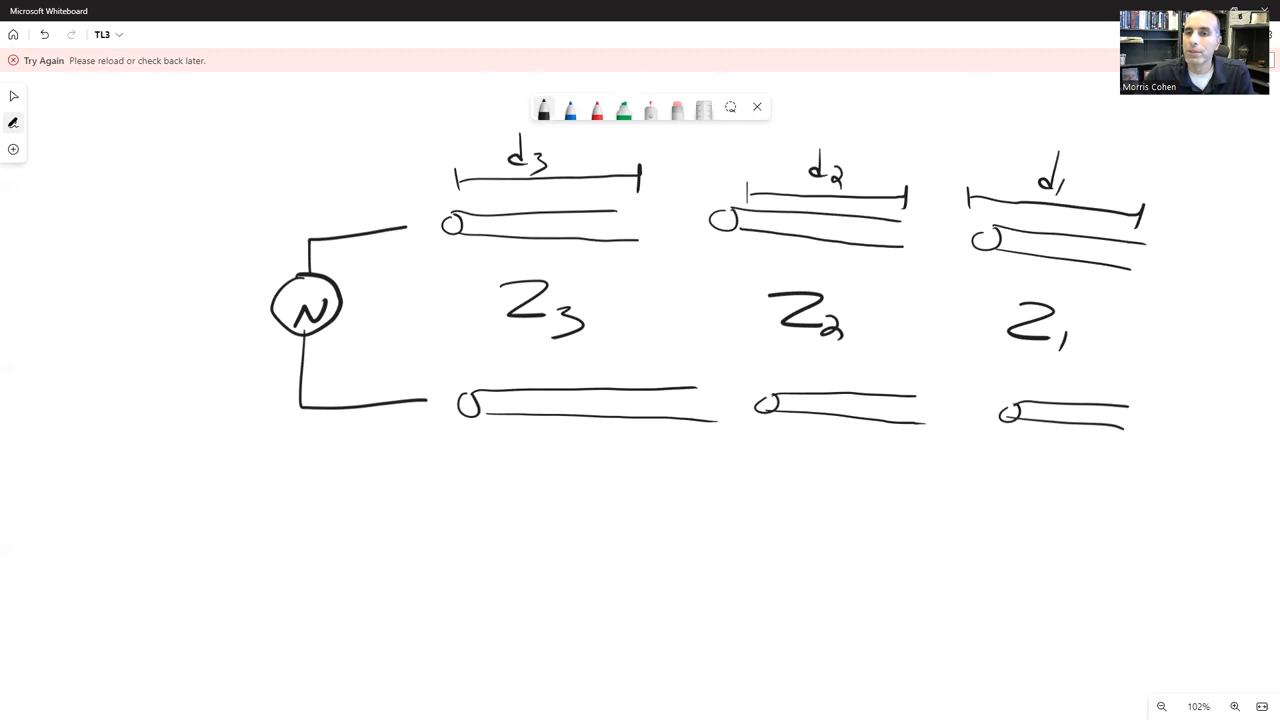 Microsoft Whiteboard
TL3
Try Again Please reload or check back later.
Morris Cohen
d3
d2
d1
N
Z3
Z2
Z1
102%